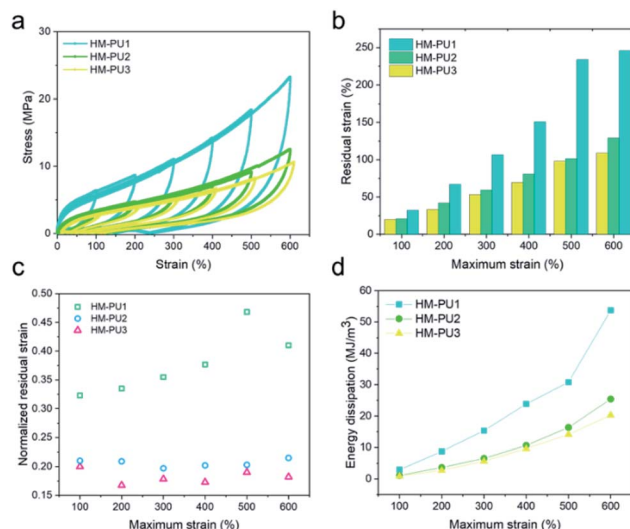 a
HM-PU1
HM-PU2
HM-PU3
Stress (MPa)
30
20
10
0
0 100 200 300 400 500 600
Strain (%)
b
HM-PU1
HM-PU2
HM-PU3
Residual strain (%)
250
200
150
100
50
0
100 200 300 400 500 600
Maximum strain (%)
c
HM-PU1
HM-PU2
HM-PU3
Normalized residual strain
0.50
0.45
0.40
0.35
0.30
0.25
0.20
0.15
100 200 300 400 500 600
Maximum strain (%)
d
HM-PU1
HM-PU2
HM-PU3
Energy dissipation (MJ/m³)
60
50
40
30
20
10
0
100 200 300 400 500 600
Maximum strain (%)